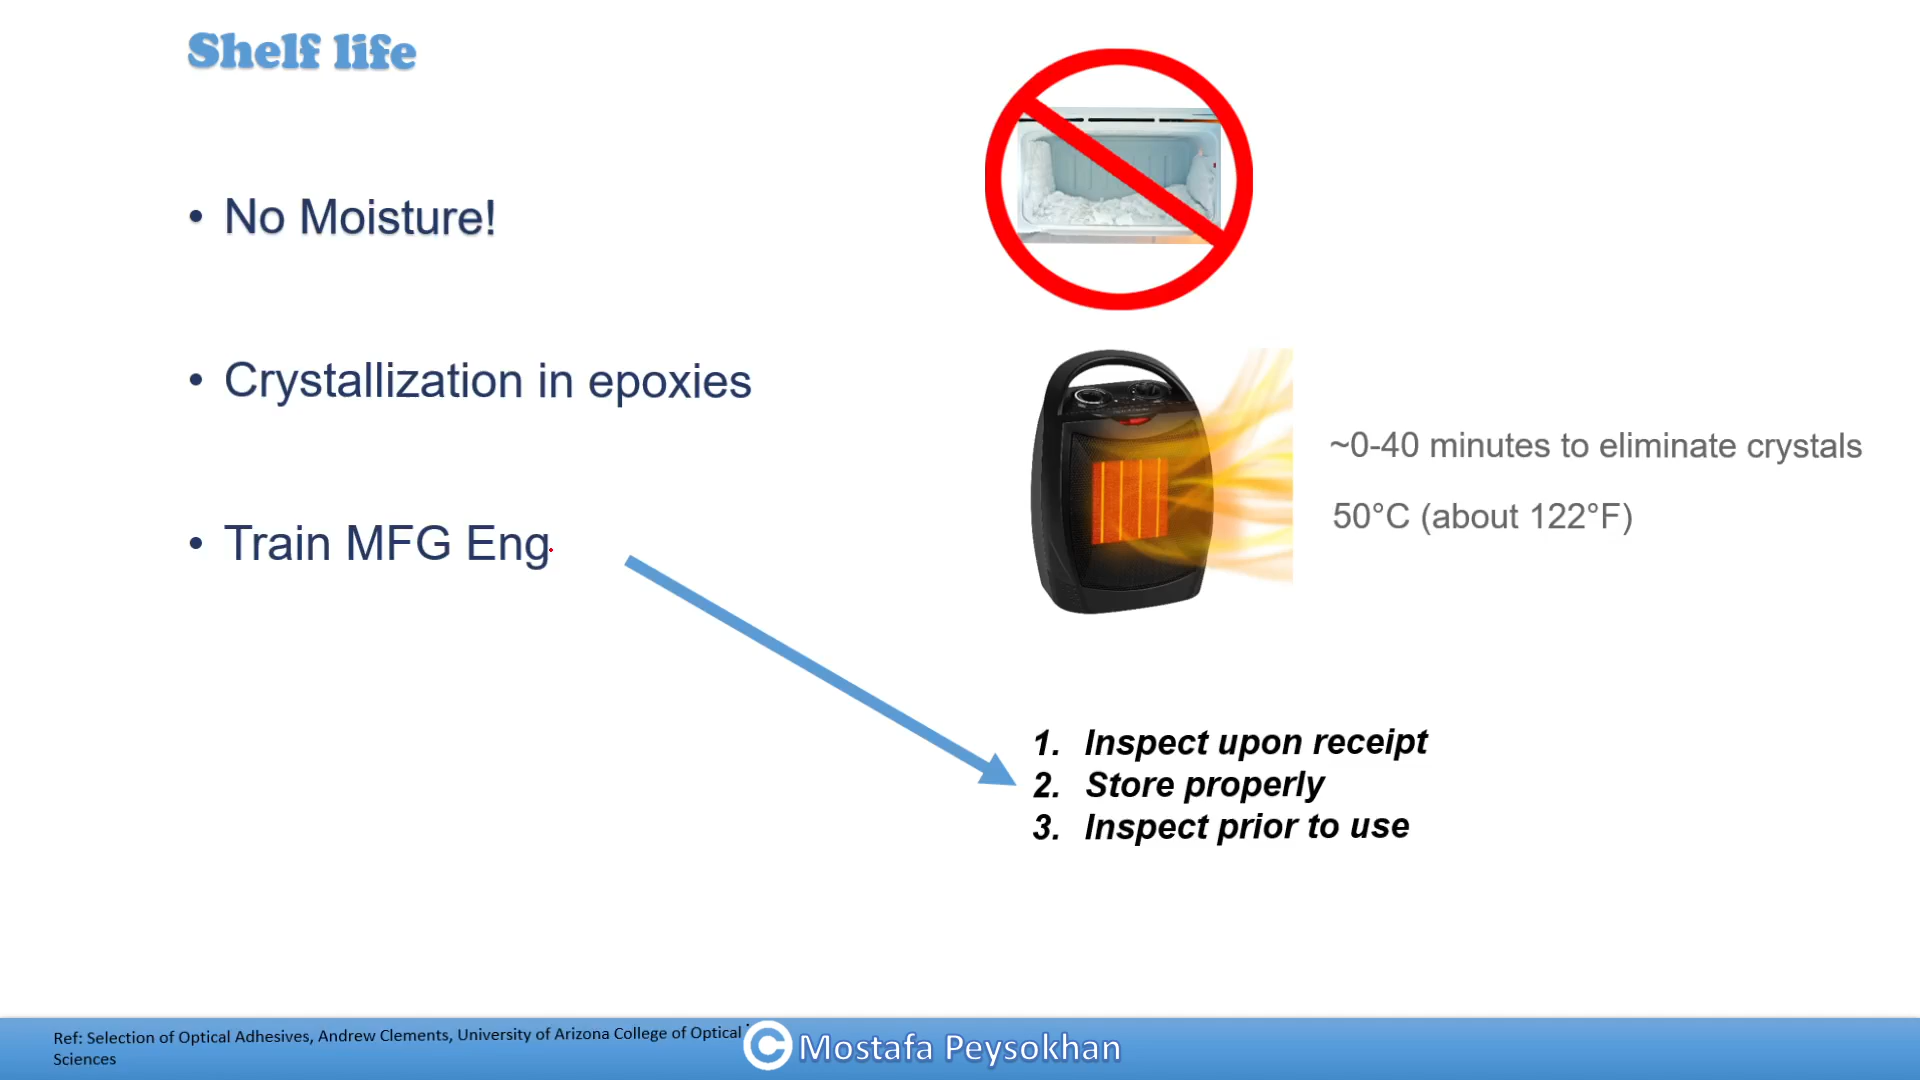 Shelf life
• No Moisture!
• Crystallization in epoxies
~0-40 minutes to eliminate crystals
50°C (about 122°F)
• Train MFG Eng
1. Inspect upon receipt
2. Store properly
3. Inspect prior to use
Ref: Selection of Optical Adhesives, Andrew Clements, University of Arizona College of Optical
Sciences
© Mostafa Peysokhan